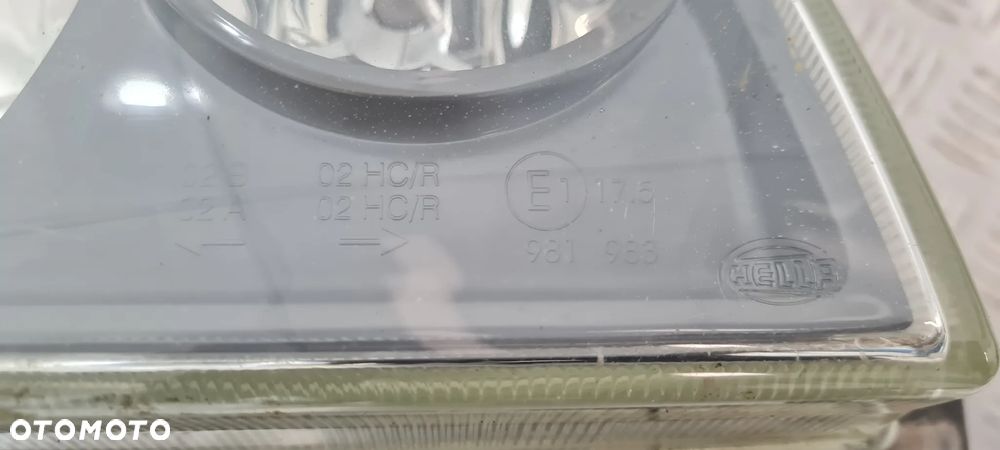 02 B 02 HC/R E1 17.5
02 A 02 HC/R
981 983
HELLA
OTOMOTO